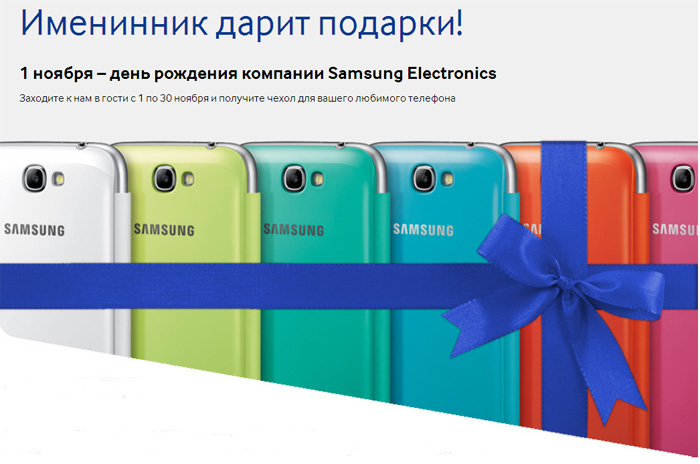 Именинник дарит подарки!
1 ноября – день рождения компании Samsung Electronics
Заходите к нам в гости с 1 по 30 ноября и получите чехол для вашего любимого телефона
SAMSUNG SAMSUNG SAMSUNG SAMSUNG SAMSU